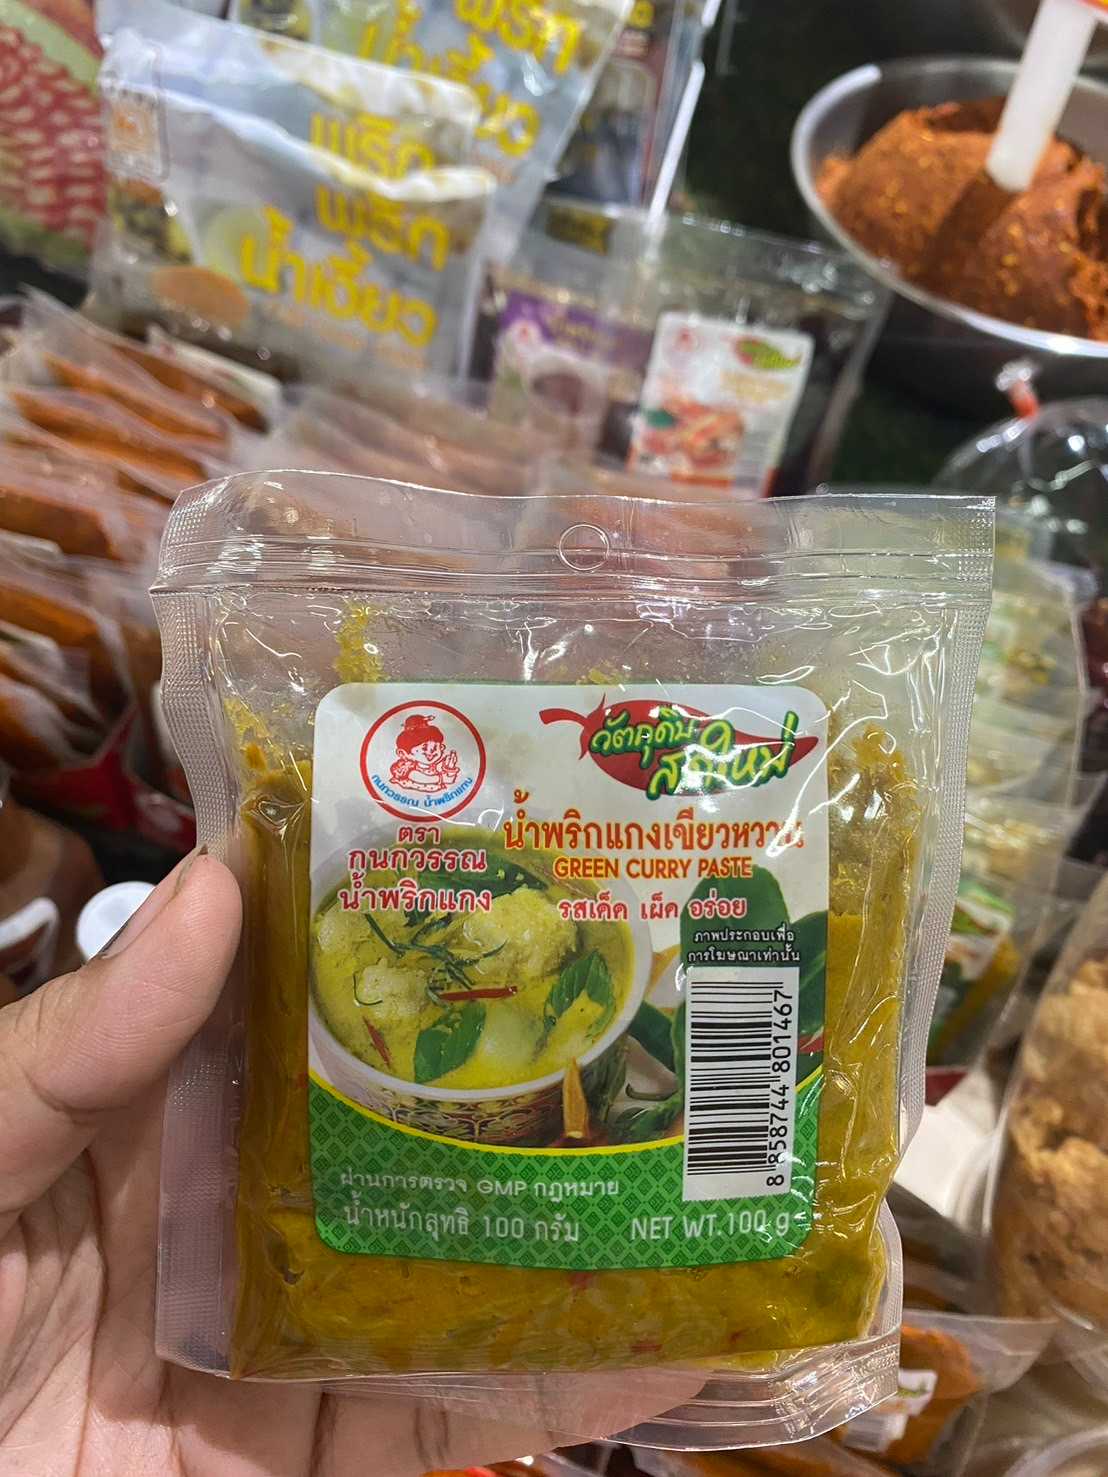 พริก
น้ำเงี้ยว
พริก
พริก
น้ำเงี้ยว
กนกวรรณ น้ำพริกแกง
วัตถุดิบ
สดใหม่
ตรา
กนกวรรณ
น้ำพริกแกง
น้ำพริกแกงเขียวหวาน
GREEN CURRY PASTE
รสเด็ด เผ็ด อร่อย
ภาพประกอบเพื่อ
การโฆษณาเท่านั้น
8 858744 801467
ผ่านการตรวจ GMP กฎหมาย
น้ำหนักสุทธิ 100 กรัม
NET WT. 100 g